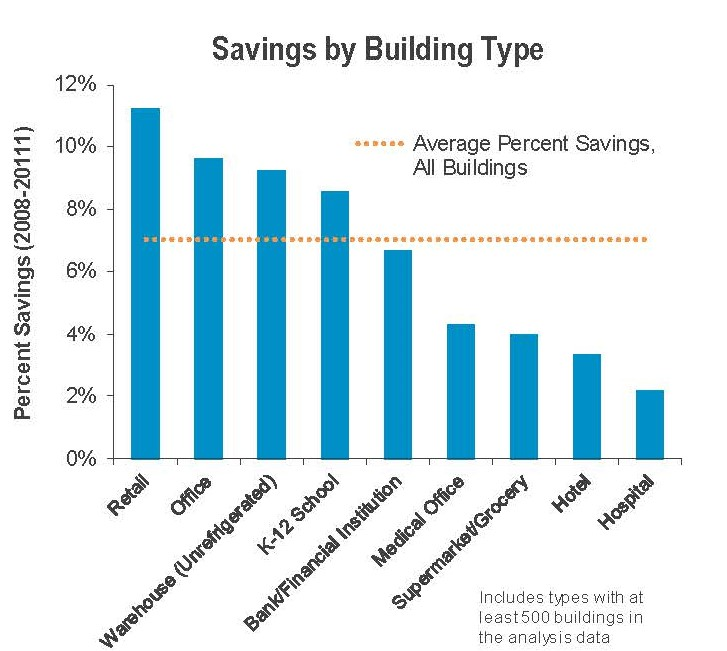 Savings by Building Type
12%
10%
8%
6%
4%
2%
0%
Percent Savings (2008-20111)
Average Percent Savings,
All Buildings
Retail
Office
Warehouse (Unrefrigerated)
K-12 School
Bank/Financial Institution
Medical Office
Supermarket/Grocery
Hotel
Hospital
Includes types with at
least 500 buildings in
the analysis data